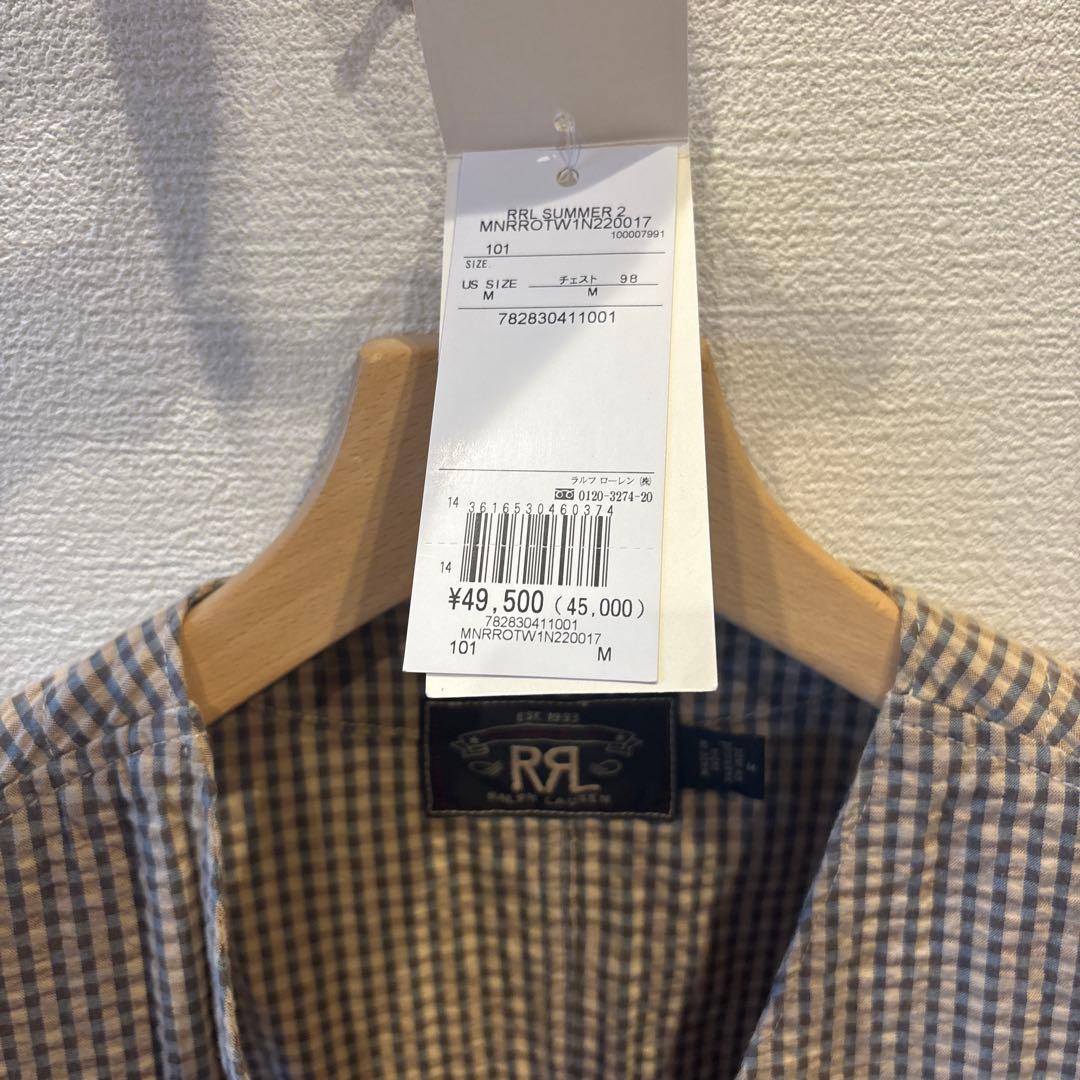 RRL SUMMER 2
MNRROTW1N220017
100007991
101
SIZE.
US SIZE チェスト 98
M M
782830411001
ラルフ ローレン ㈱
0120-3274-20
14 3616530460374
14
¥49,500 (45,000)
782830411001
MNRROTW1N220017
101 M
EST. 1993
RRL
RALPH LAUREN